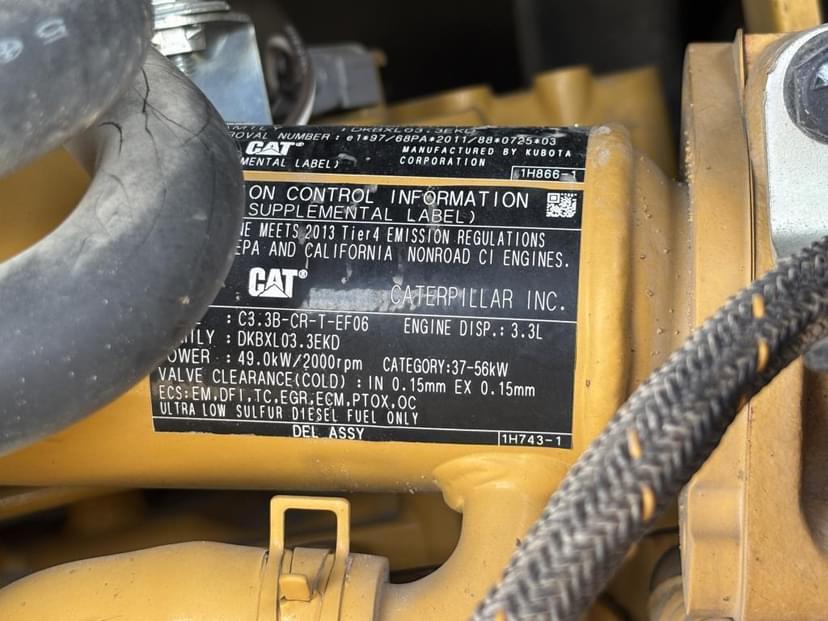 5
AMILY : DKBXL03.3EKD
OVAL NUMBER : e1*97/68PA*2011/88*0725*03
CAT® MANUFACTURED BY KUBOTA
MENTAL LABEL) CORPORATION 1H866-1
ON CONTROL INFORMATION
SUPPLEMENTAL LABEL)
NE MEETS 2013 Tier4 EMISSION REGULATIONS
EPA AND CALIFORNIA NONROAD CI ENGINES.
CAT® CATERPILLAR INC.
: C3.3B-CR-T-EF06 ENGINE DISP.: 3.3L
MILY : DKBXL03.3EKD
POWER : 49.0kW/2000rpm CATEGORY:37-56kW
VALVE CLEARANCE(COLD) : IN 0.15mm EX 0.15mm
ECS:EM,DFI,TC,EGR,ECM,PTOX,OC
ULTRA LOW SULFUR DIESEL FUEL ONLY
DEL ASSY 1H743-1